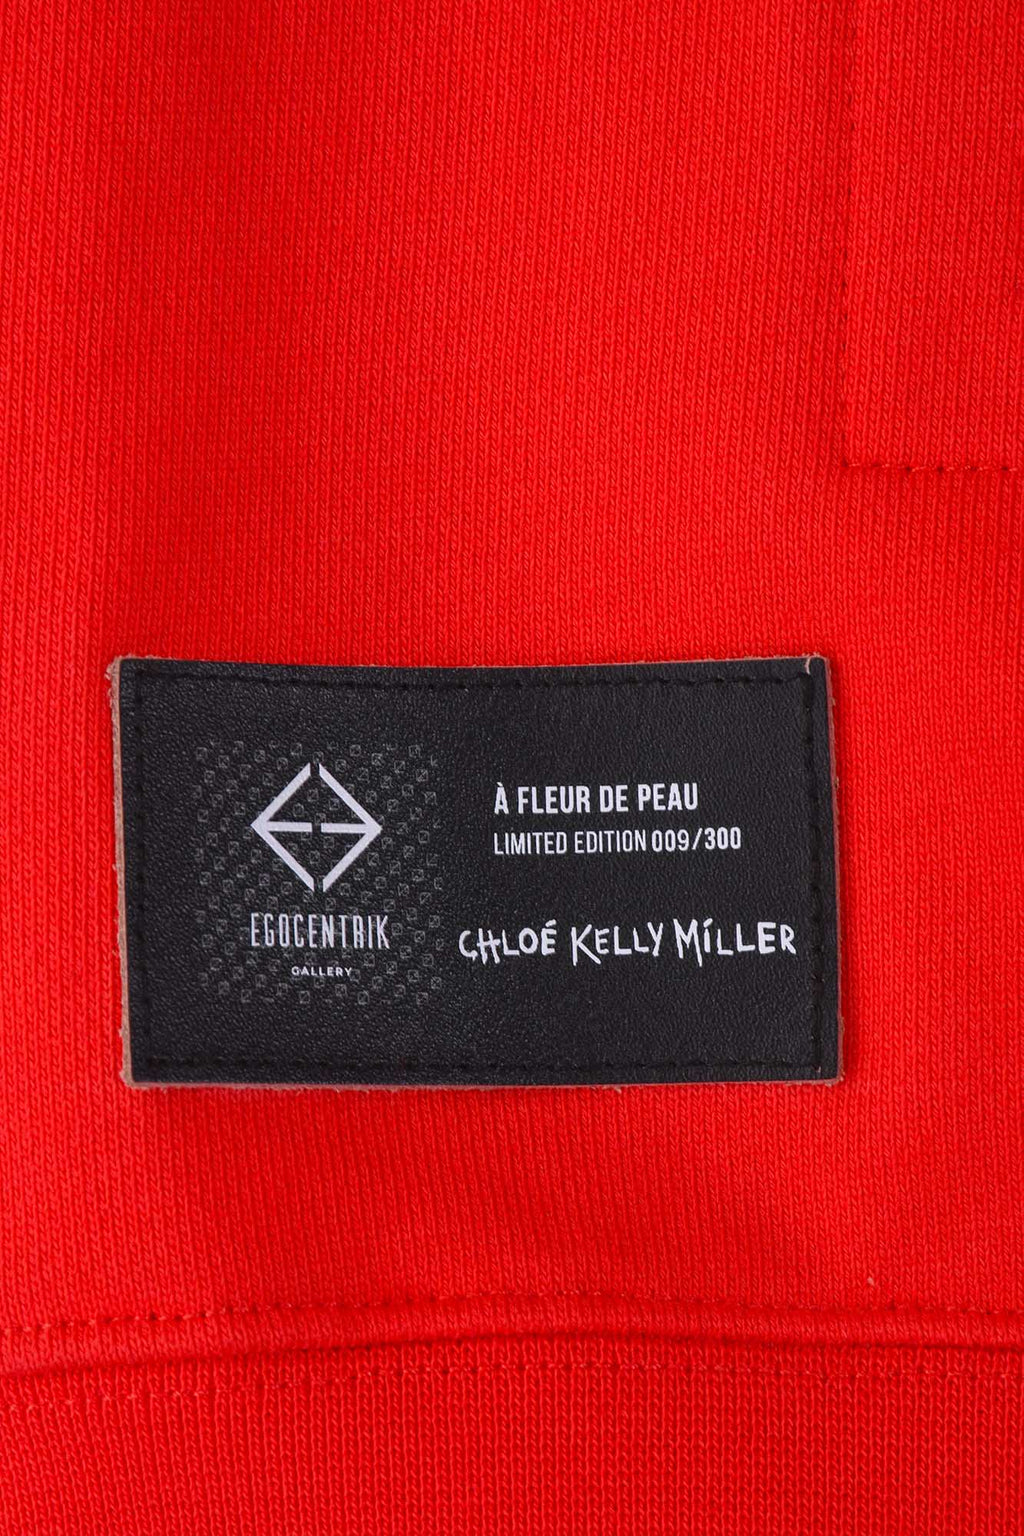 EGOCENTRIK
GALLERY
À FLEUR DE PEAU
LIMITED EDITION 009/300
CHLOÉ KELLY MILLER